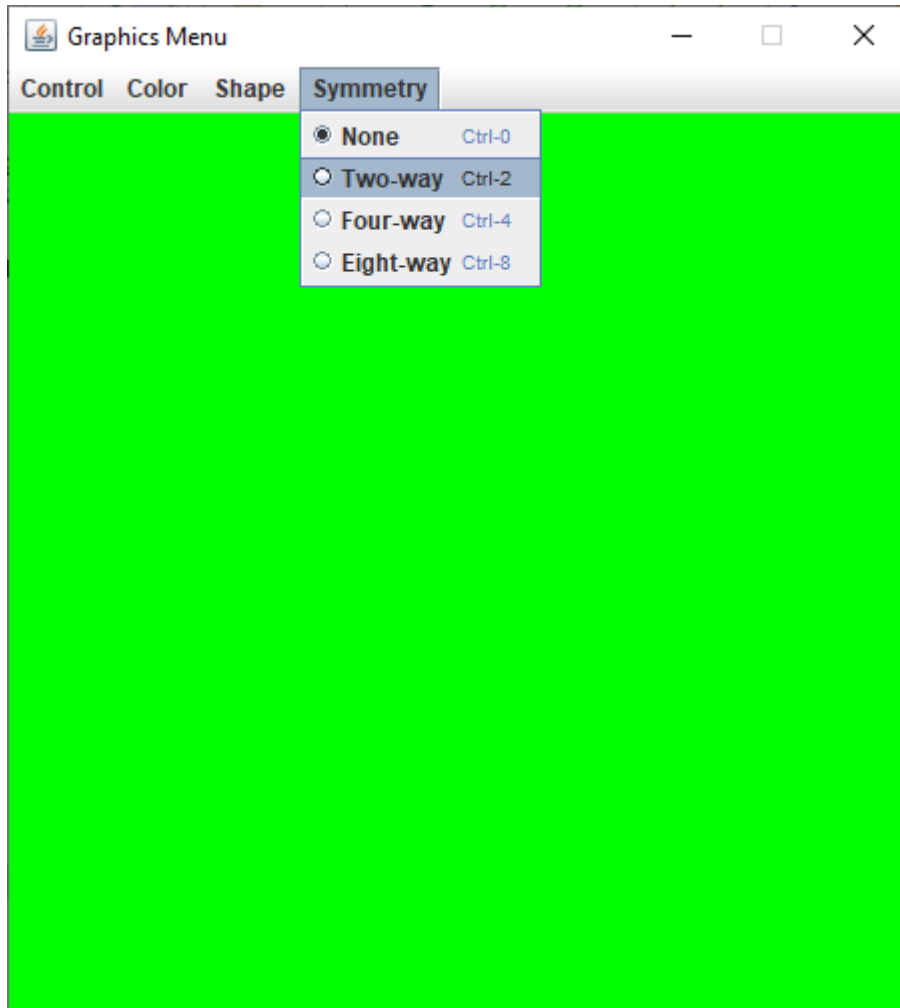 Graphics Menu
Control Color Shape Symmetry
None Ctrl-0
Two-way Ctrl-2
Four-way Ctrl-4
Eight-way Ctrl-8